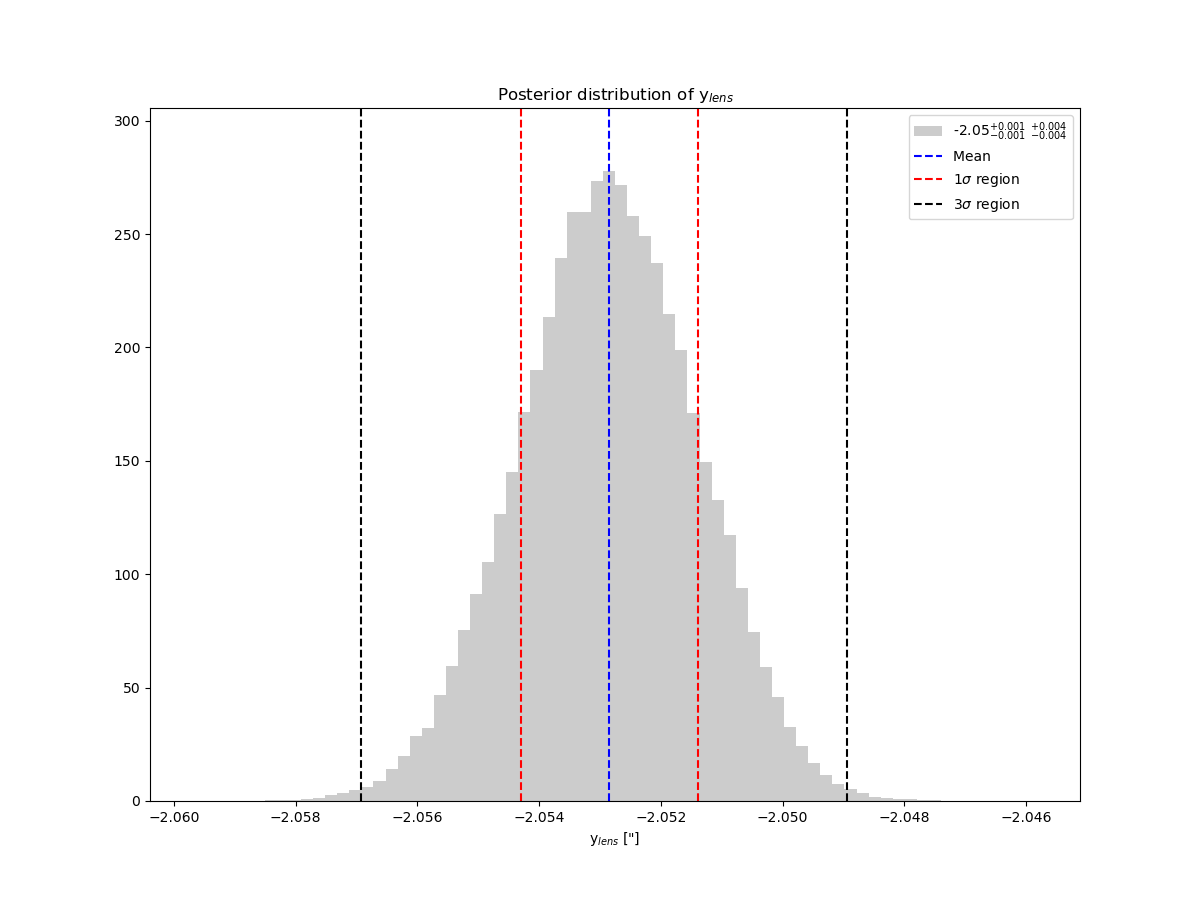 Posterior distribution of y_lens
300
250
200
150
100
50
0
-2.05 +0.001 −0.001 +0.004 −0.004
Mean
1σ region
3σ region
−2.060 −2.058 −2.056 −2.054 −2.052 −2.050 −2.048 −2.046
y_lens ["]